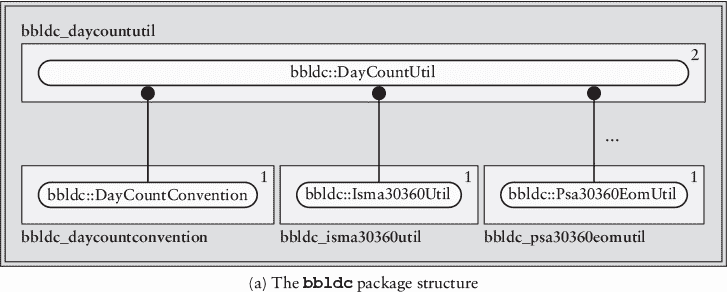 bbldc_daycountutil
2
bbldc::DayCountUtil
...
1
bbldc::DayCountConvention
1
bbldc::Isma30360Util
1
bbldc::Psa30360EomUtil
bbldc_daycountconvention
bbldc_isma30360util
bbldc_psa30360eomutil
(a) The bbldc package structure